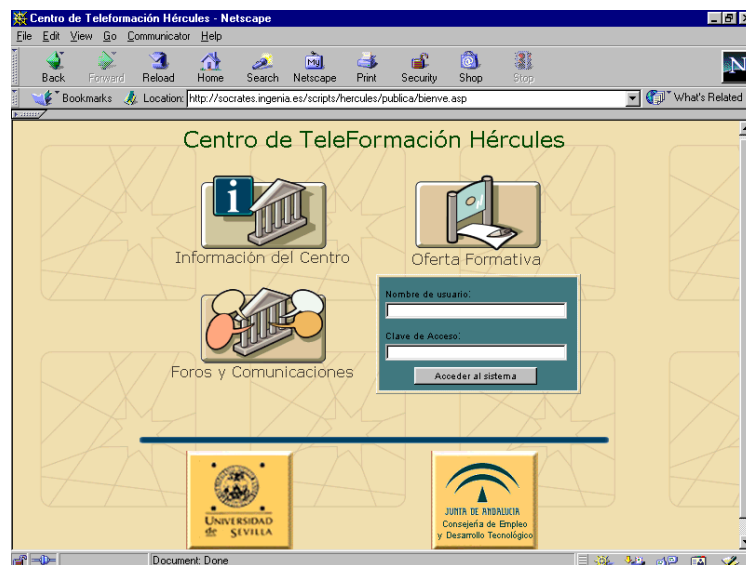 Centro de Teleformación Hércules - Netscape
File Edit View Go Communicator Help
Back Forward Reload Home Search Netscape Print Security Shop Stop
My
N
Bookmarks Location: http://socrates.ingenia.es/scripts/hercules/publica/bienve.asp What's Related
Centro de TeleFormación Hércules
i
Información del Centro Oferta Formativa
Nombre de usuario:
Clave de Acceso:
Foros y Comunicaciones
Acceder al sistema
UNIVERSIDAD
de SEVILLA
JUNTA DE ANDALUCIA
Consejería de Empleo
y Desarrollo Tecnológico
Document: Done